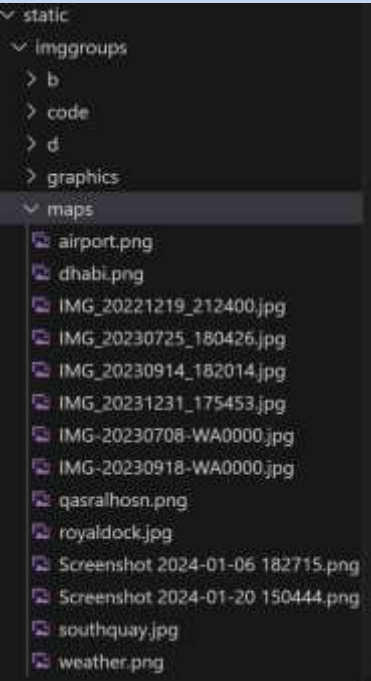 static
imggroups
b
code
d
graphics
maps
airport.png
dhabi.png
IMG_20221219_212400.jpg
IMG_20230725_180426.jpg
IMG_20230914_182014.jpg
IMG_20231231_175453.jpg
IMG-20230708-WA0000.jpg
IMG-20230918-WA0000.jpg
qasralhosn.png
royaldock.jpg
Screenshot 2024-01-06 182715.png
Screenshot 2024-01-20 150444.png
southquay.jpg
weather.png